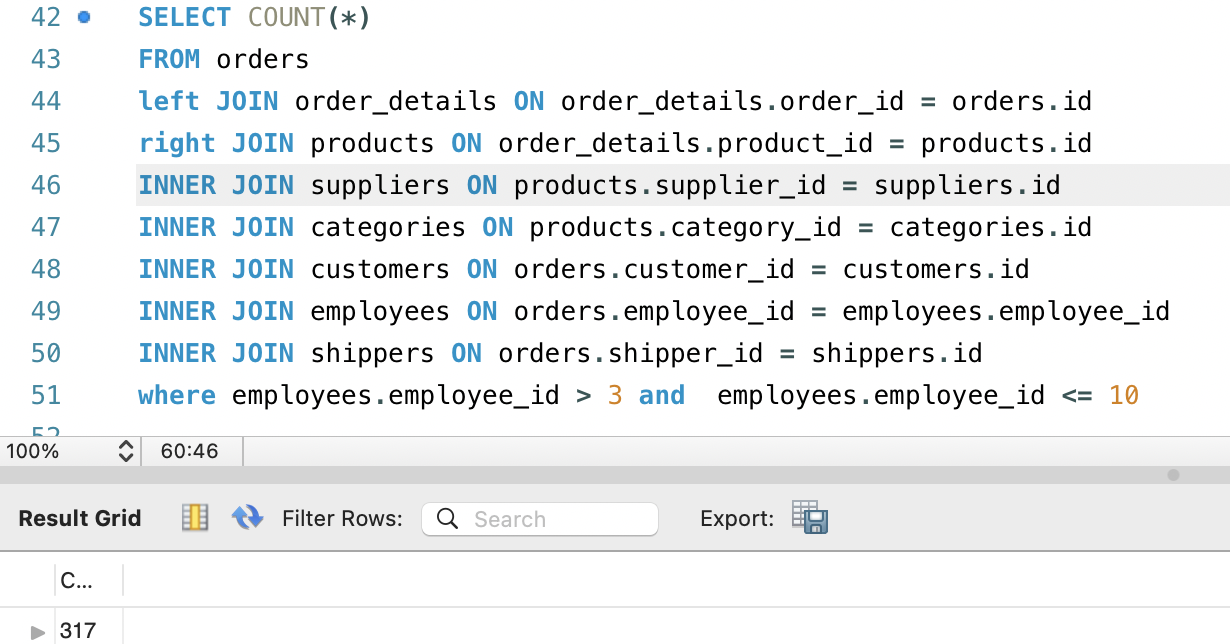 42 SELECT COUNT(*)
43 FROM orders
44 left JOIN order_details ON order_details.order_id = orders.id
45 right JOIN products ON order_details.product_id = products.id
46 INNER JOIN suppliers ON products.supplier_id = suppliers.id
47 INNER JOIN categories ON products.category_id = categories.id
48 INNER JOIN customers ON orders.customer_id = customers.id
49 INNER JOIN employees ON orders.employee_id = employees.employee_id
50 INNER JOIN shippers ON orders.shipper_id = shippers.id
51 where employees.employee_id > 3 and  employees.employee_id <= 10
52
100% 60:46
Result Grid Filter Rows: Search Export:
C...
317